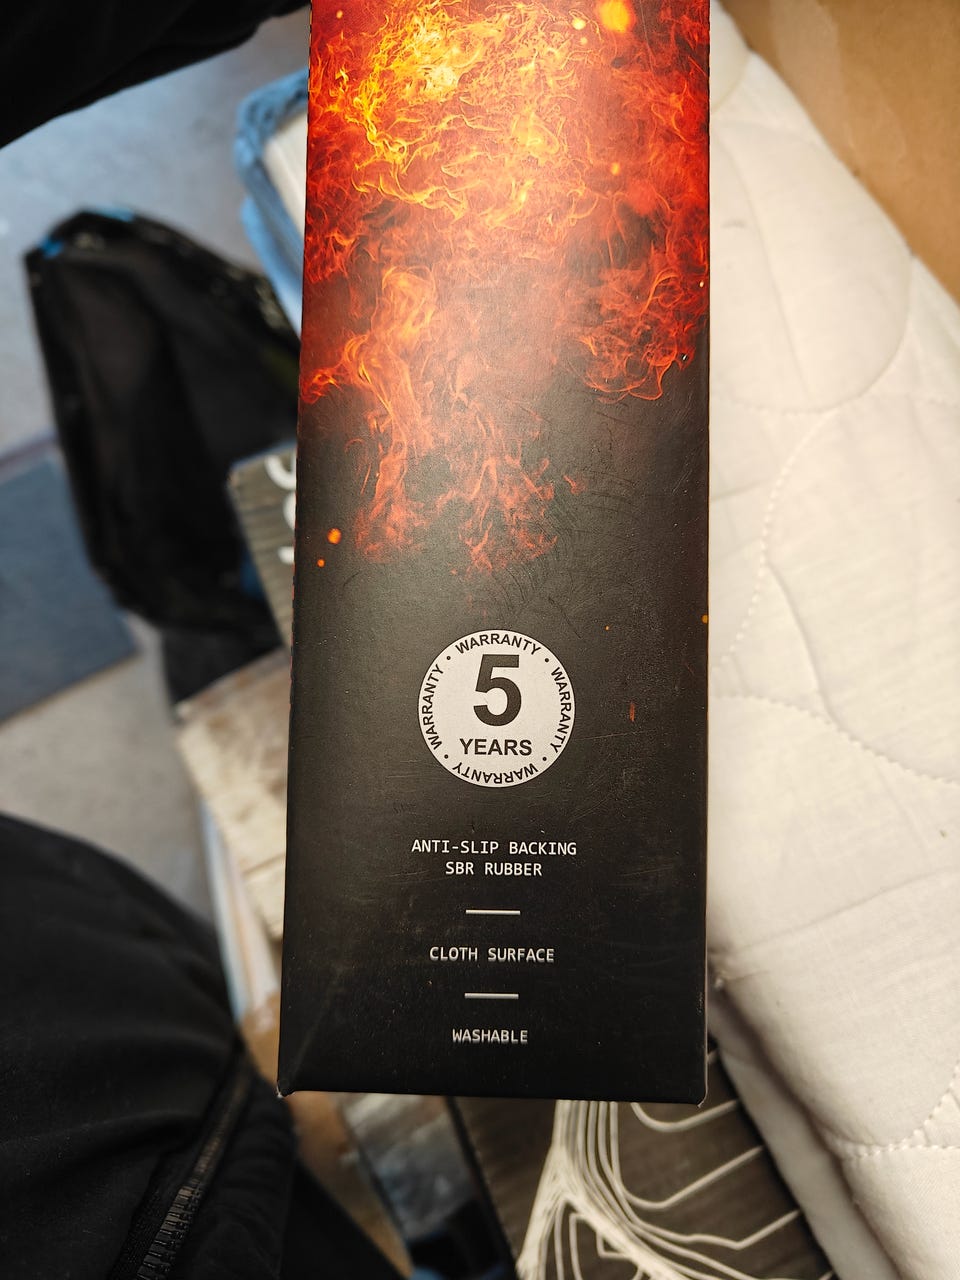 WARRANTY • WARRANTY • WARRANTY • WARRANTY •
5
YEARS
ANTI-SLIP BACKING
SBR RUBBER
CLOTH SURFACE
WASHABLE